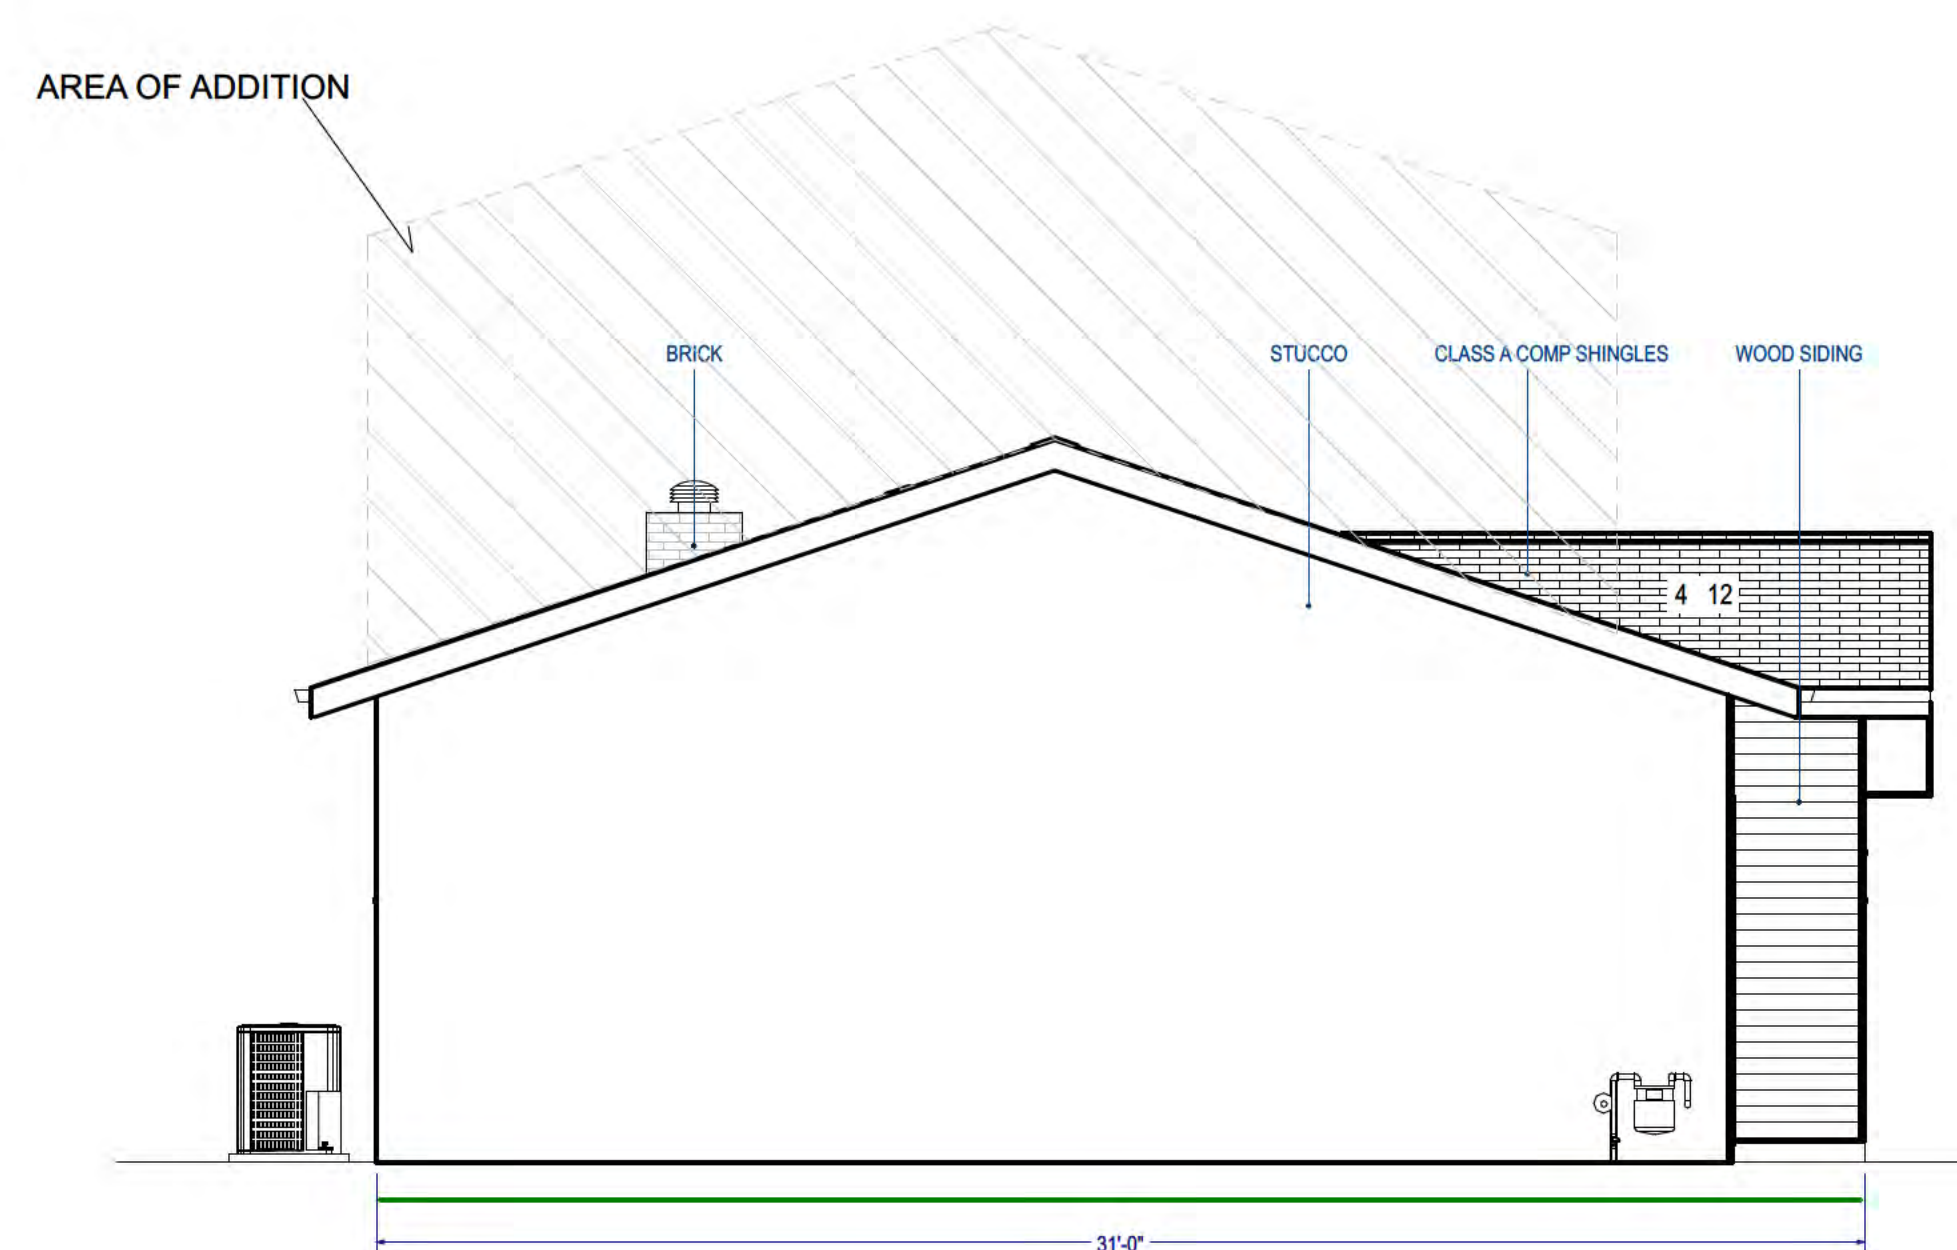 AREA OF ADDITION
BRICK
STUCCO
CLASS A COMP SHINGLES
WOOD SIDING
4 12
31'-0"